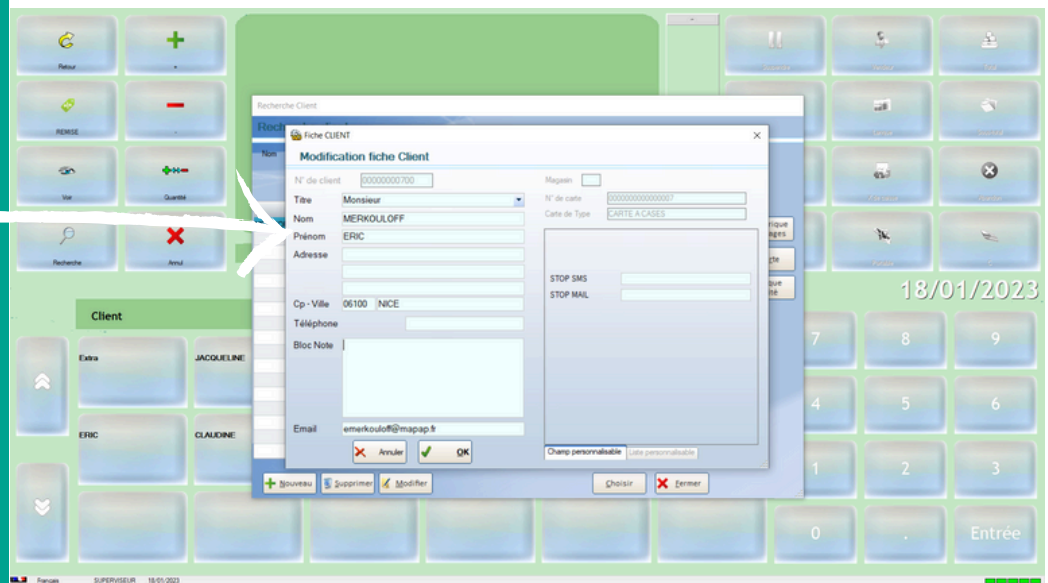 Retour
+
REMISE
-
Voir
Quantité
Recherche
Annul
Recherche Client
Nom
Fiche CLIENT
Modification fiche Client
N° de client 00000000700
Magasin
Titre Monsieur
N° de carte 0000000000000007
Nom MERKOULOFF
Carte de Type CARTE A CASES
Prénom ERIC
Adresse
STOP SMS
STOP MAIL
Cp - Ville 06100 NICE
Téléphone
Bloc Note
Email emerkouloff@mapap.fr
Annuler
OK
Champ personnalisable
Liste personnalisable
Nouveau
Supprimer
Modifier
Choisir
Fermer
18/01/2023
Client
Extra
JACQUELINE
ERIC
CLAUDINE
7 8 9
4 5 6
1 2 3
0 . Entrée
Français SUPERVISEUR 18/01/2023